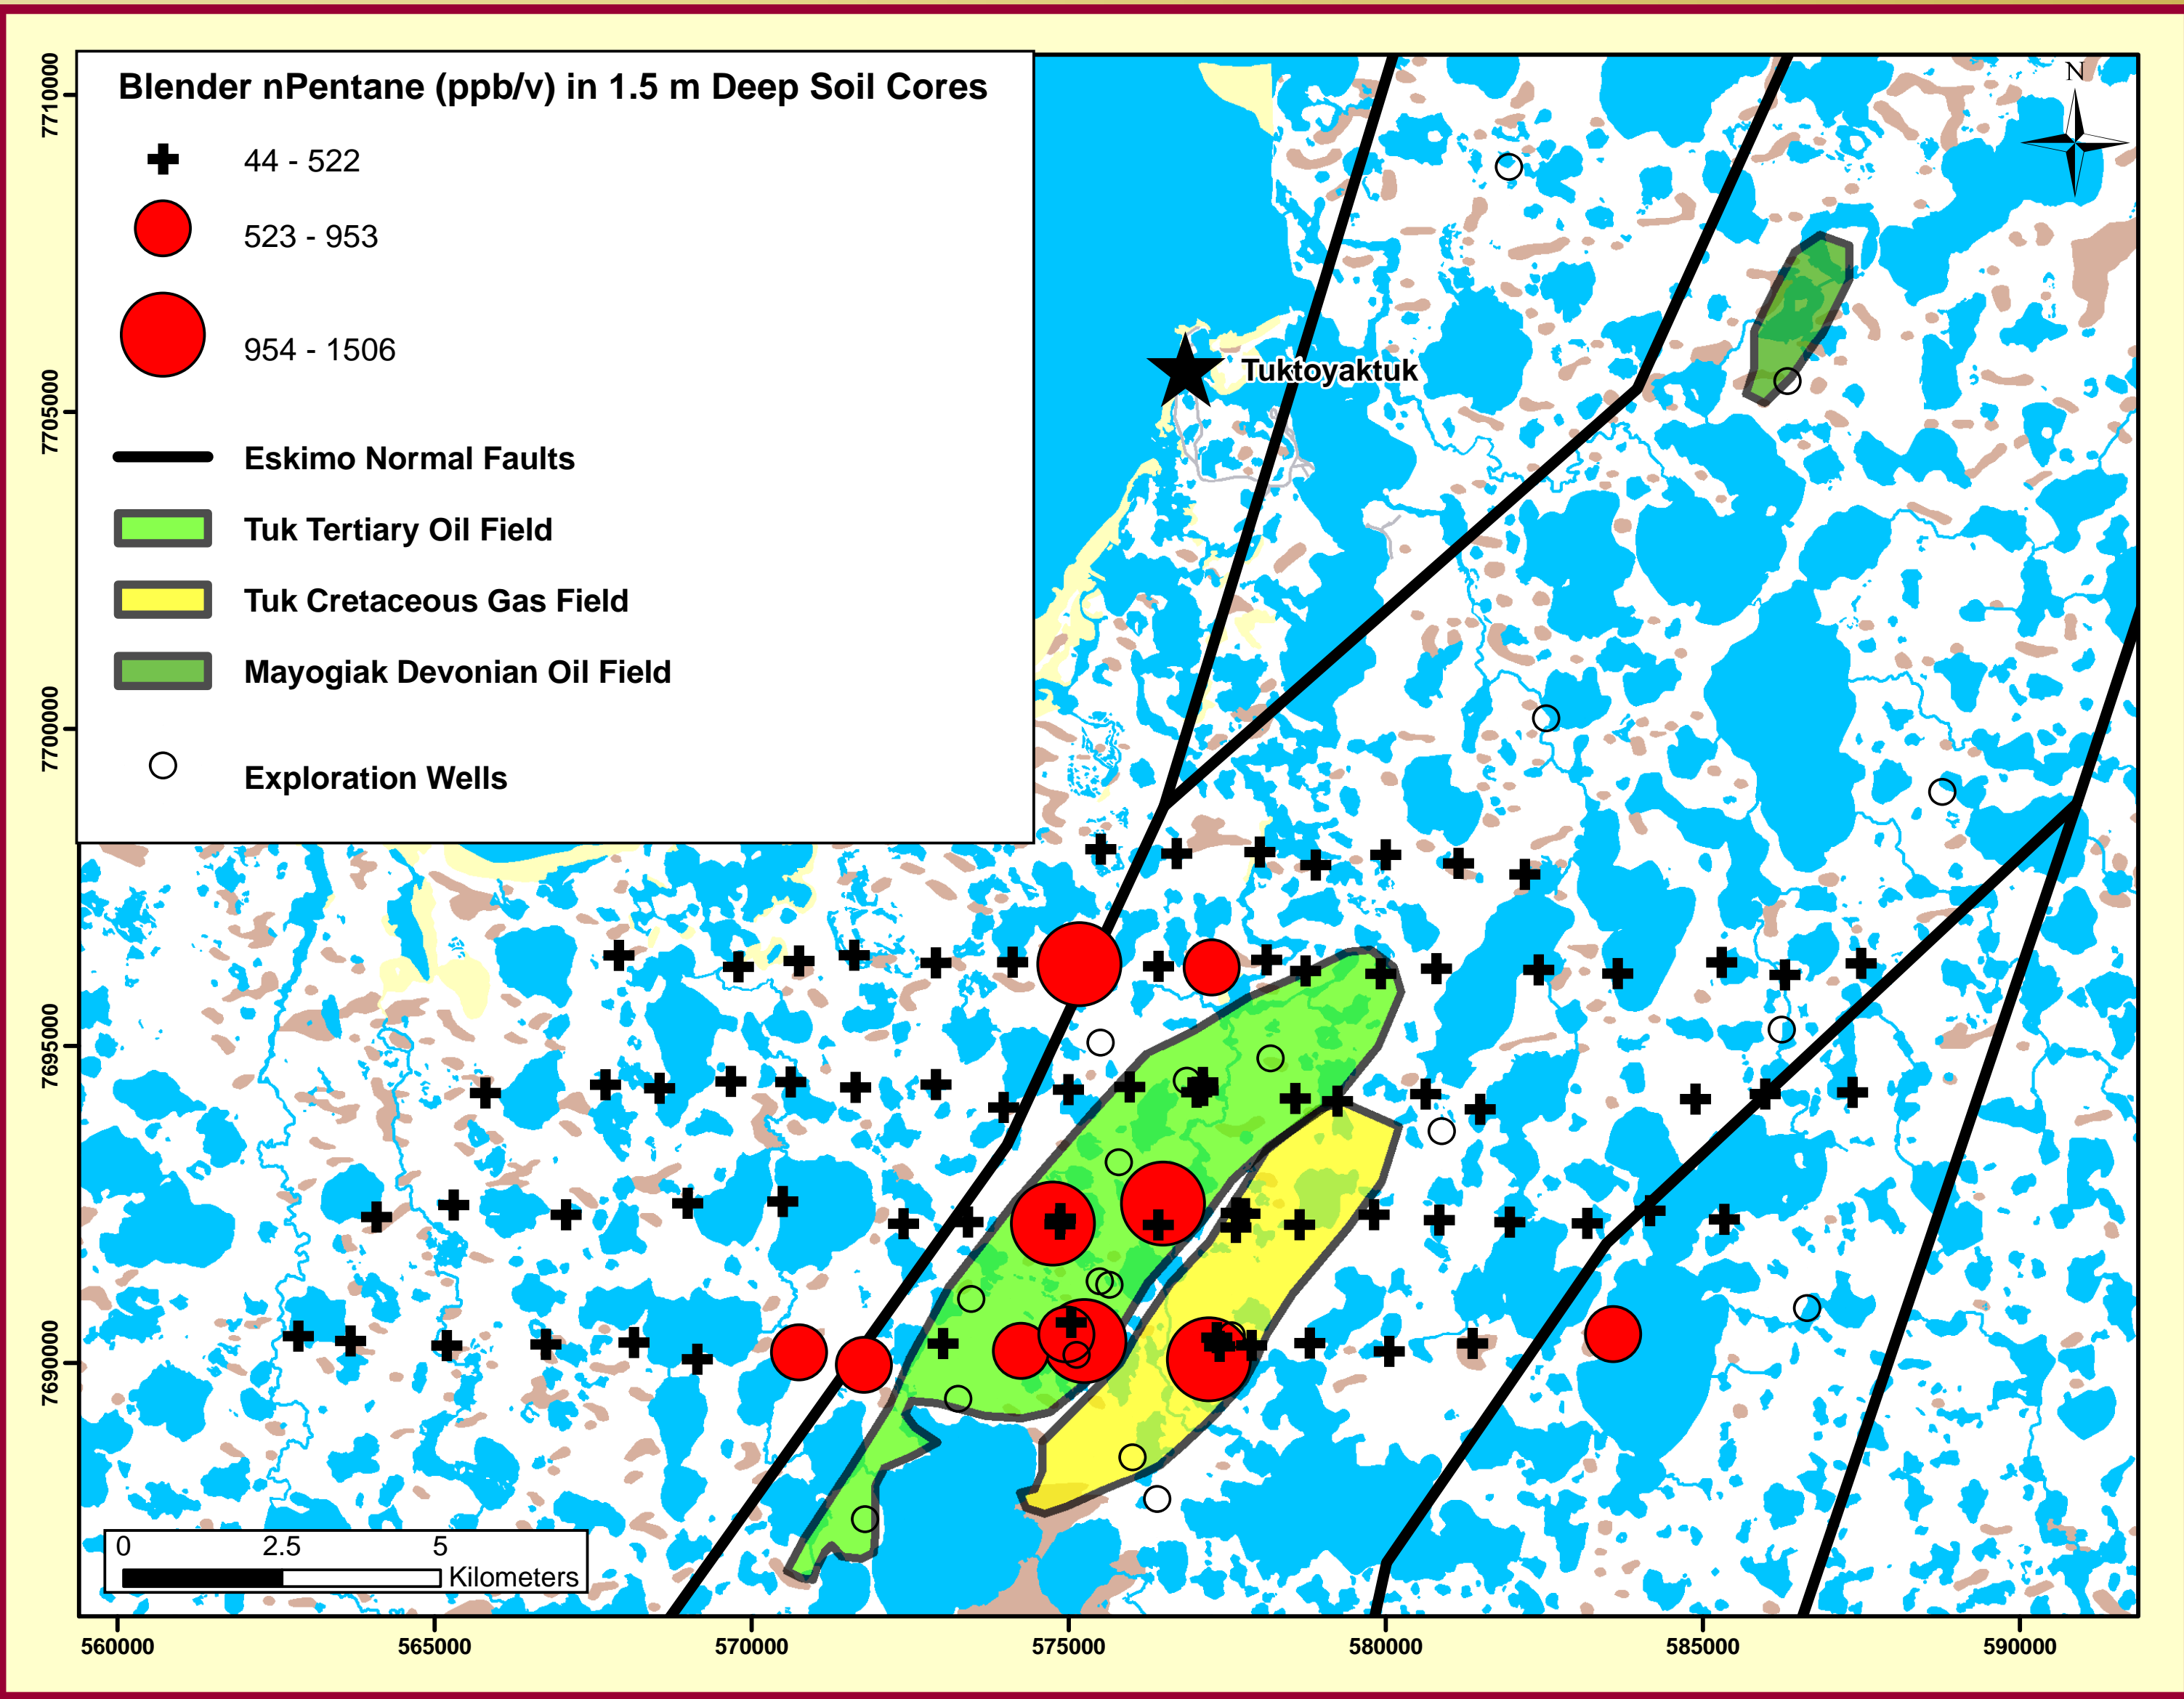 Blender nPentane (ppb/v) in 1.5 m Deep Soil Cores
44 - 522
523 - 953
954 - 1506
Eskimo Normal Faults
Tuk Tertiary Oil Field
Tuk Cretaceous Gas Field
Mayogiak Devonian Oil Field
Exploration Wells
N
Tuktoyaktuk
7710000
7705000
7700000
7695000
7690000
0 2.5 5
Kilometers
560000 565000 570000 575000 580000 585000 590000